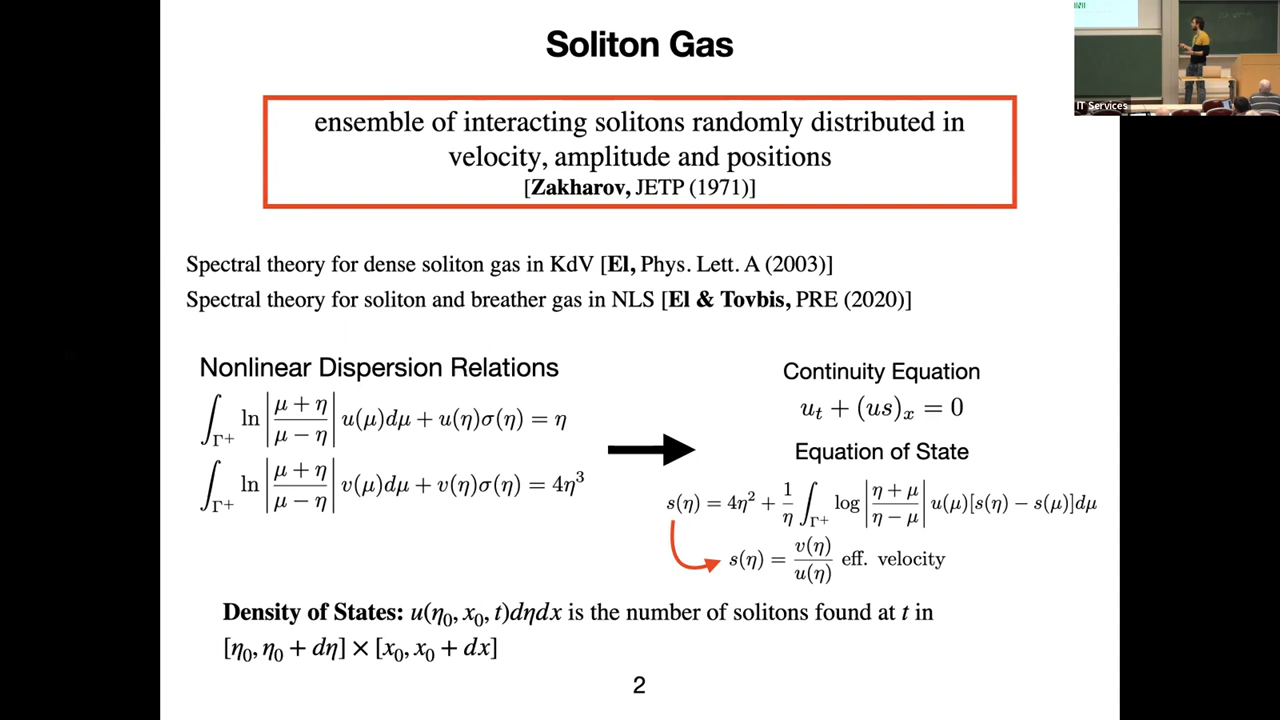 Soliton Gas
ensemble of interacting solitons randomly distributed in
velocity, amplitude and positions
[Zakharov, JETP (1971)]
Spectral theory for dense soliton gas in KdV [El, Phys. Lett. A (2003)]
Spectral theory for soliton and breather gas in NLS [El & Tovbis, PRE (2020)]
Nonlinear Dispersion Relations
∫_{Γ⁺} ln |(μ + η)/(μ − η)| u(μ)dμ + u(η)σ(η) = η
∫_{Γ⁺} ln |(μ + η)/(μ − η)| v(μ)dμ + v(η)σ(η) = 4η³
Continuity Equation
u_t + (us)_x = 0
Equation of State
s(η) = 4η² + 1/η ∫_{Γ⁺} log |(η + μ)/(η − μ)| u(μ)[s(η) − s(μ)]dμ
s(η) = v(η)/u(η) eff. velocity
Density of States: u(η₀, x₀, t)dηdx is the number of solitons found at t in
[η₀, η₀ + dη] × [x₀, x₀ + dx]
2
IT Services